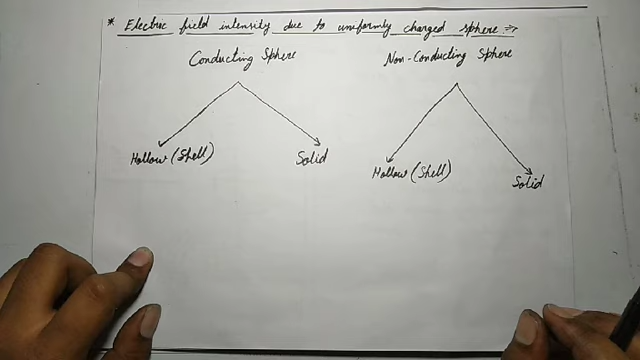 * Electric field intensity due to uniformly charged sphere ⇒
Conducting Sphere
Non-Conducting Sphere
Hollow (Shell)
Solid
Hollow (Shell)
Solid